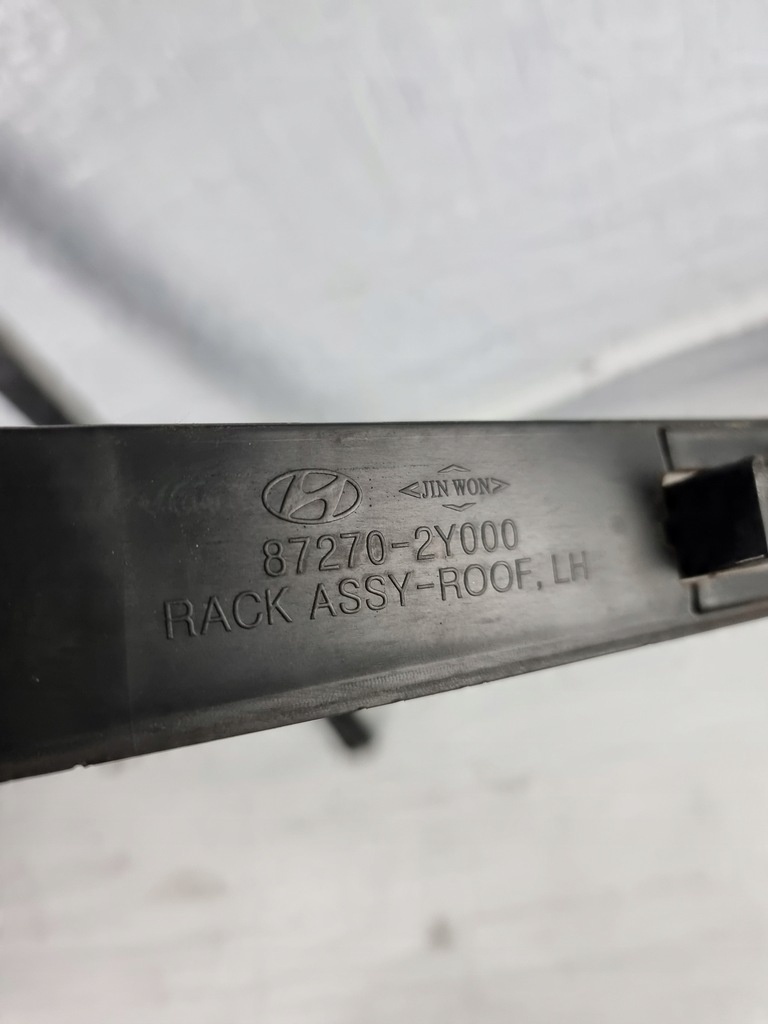 JIN WON
87270-2Y000
RACK ASSY-ROOF, LH